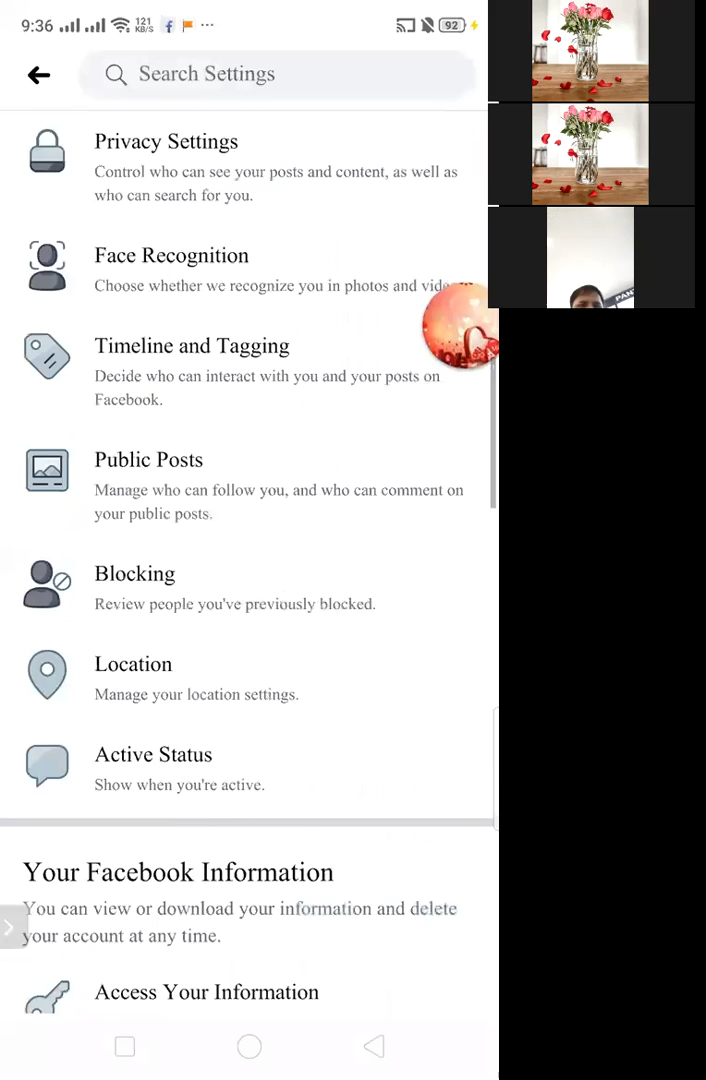 9:36 121 KB/S 92
Search Settings
Privacy Settings
Control who can see your posts and content, as well as
who can search for you.
Face Recognition
Choose whether we recognize you in photos and
Timeline and Tagging
Decide who can interact with you and your posts on
Facebook.
Public Posts
Manage who can follow you, and who can comment on
your public posts.
Blocking
Review people you've previously blocked.
Location
Manage your location settings.
Active Status
Show when you're active.
Your Facebook Information
You can view or download your information and delete
your account at any time.
Access Your Information